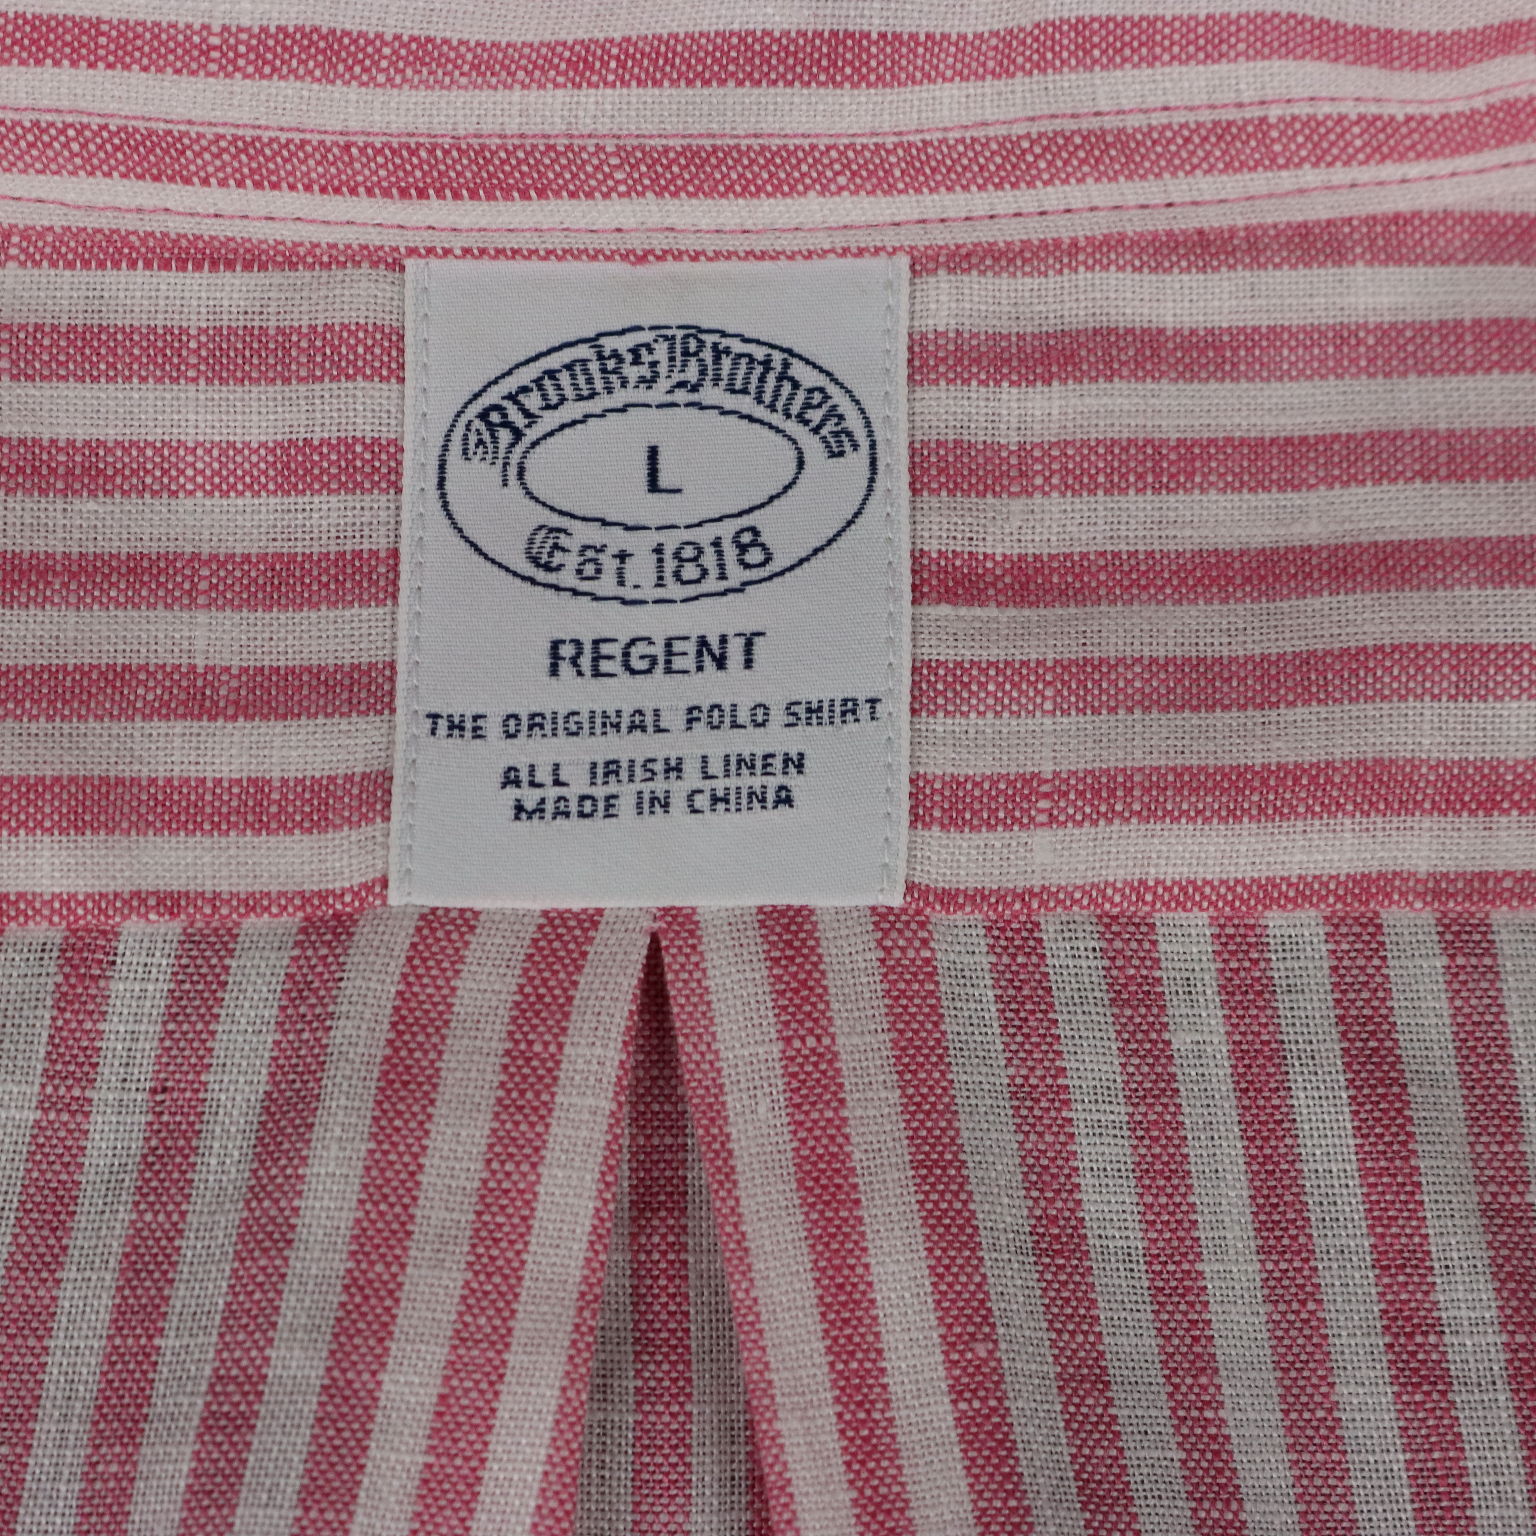 Brooks Brothers
L
Est. 1818
REGENT
THE ORIGINAL POLO SHIRT
ALL IRISH LINEN
MADE IN CHINA